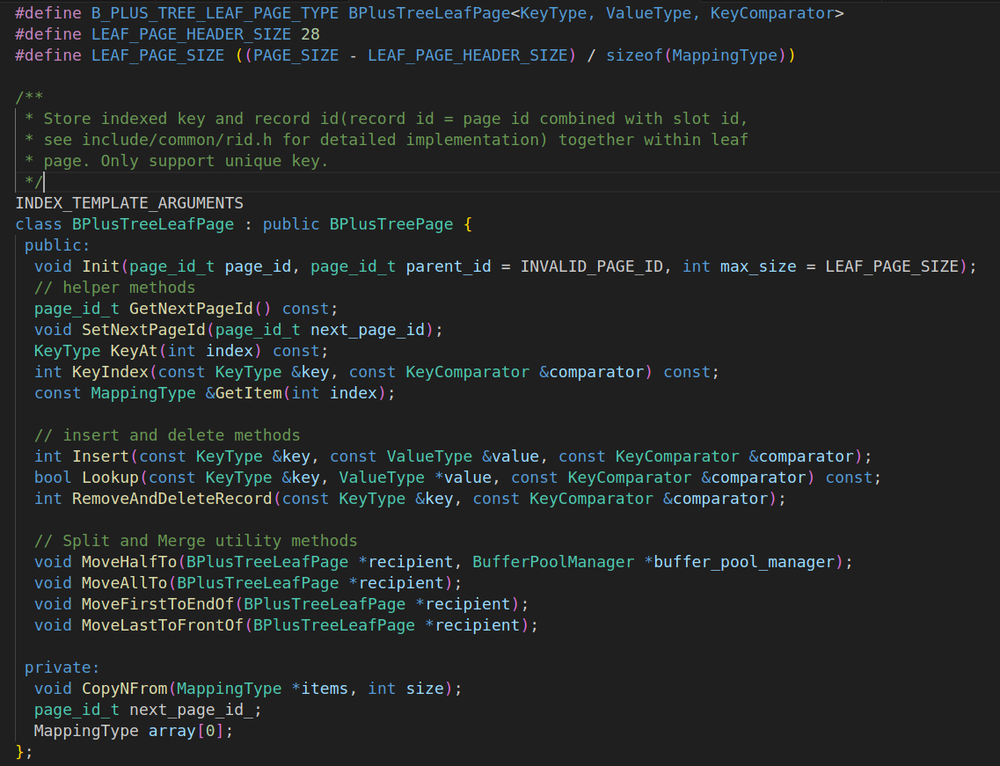 #define B_PLUS_TREE_LEAF_PAGE_TYPE BPlusTreeLeafPage<KeyType, ValueType, KeyComparator>
#define LEAF_PAGE_HEADER_SIZE 28
#define LEAF_PAGE_SIZE ((PAGE_SIZE - LEAF_PAGE_HEADER_SIZE) / sizeof(MappingType))

/**
 * Store indexed key and record id(record id = page id combined with slot id,
 * see include/common/rid.h for detailed implementation) together within leaf
 * page. Only support unique key.
 */
INDEX_TEMPLATE_ARGUMENTS
class BPlusTreeLeafPage : public BPlusTreePage {
 public:
  void Init(page_id_t page_id, page_id_t parent_id = INVALID_PAGE_ID, int max_size = LEAF_PAGE_SIZE);
  // helper methods
  page_id_t GetNextPageId() const;
  void SetNextPageId(page_id_t next_page_id);
  KeyType KeyAt(int index) const;
  int KeyIndex(const KeyType &key, const KeyComparator &comparator) const;
  const MappingType &GetItem(int index);

  // insert and delete methods
  int Insert(const KeyType &key, const ValueType &value, const KeyComparator &comparator);
  bool Lookup(const KeyType &key, ValueType *value, const KeyComparator &comparator) const;
  int RemoveAndDeleteRecord(const KeyType &key, const KeyComparator &comparator);

  // Split and Merge utility methods
  void MoveHalfTo(BPlusTreeLeafPage *recipient, BufferPoolManager *buffer_pool_manager);
  void MoveAllTo(BPlusTreeLeafPage *recipient);
  void MoveFirstToEndOf(BPlusTreeLeafPage *recipient);
  void MoveLastToFrontOf(BPlusTreeLeafPage *recipient);

 private:
  void CopyNFrom(MappingType *items, int size);
  page_id_t next_page_id_;
  MappingType array[0];
};